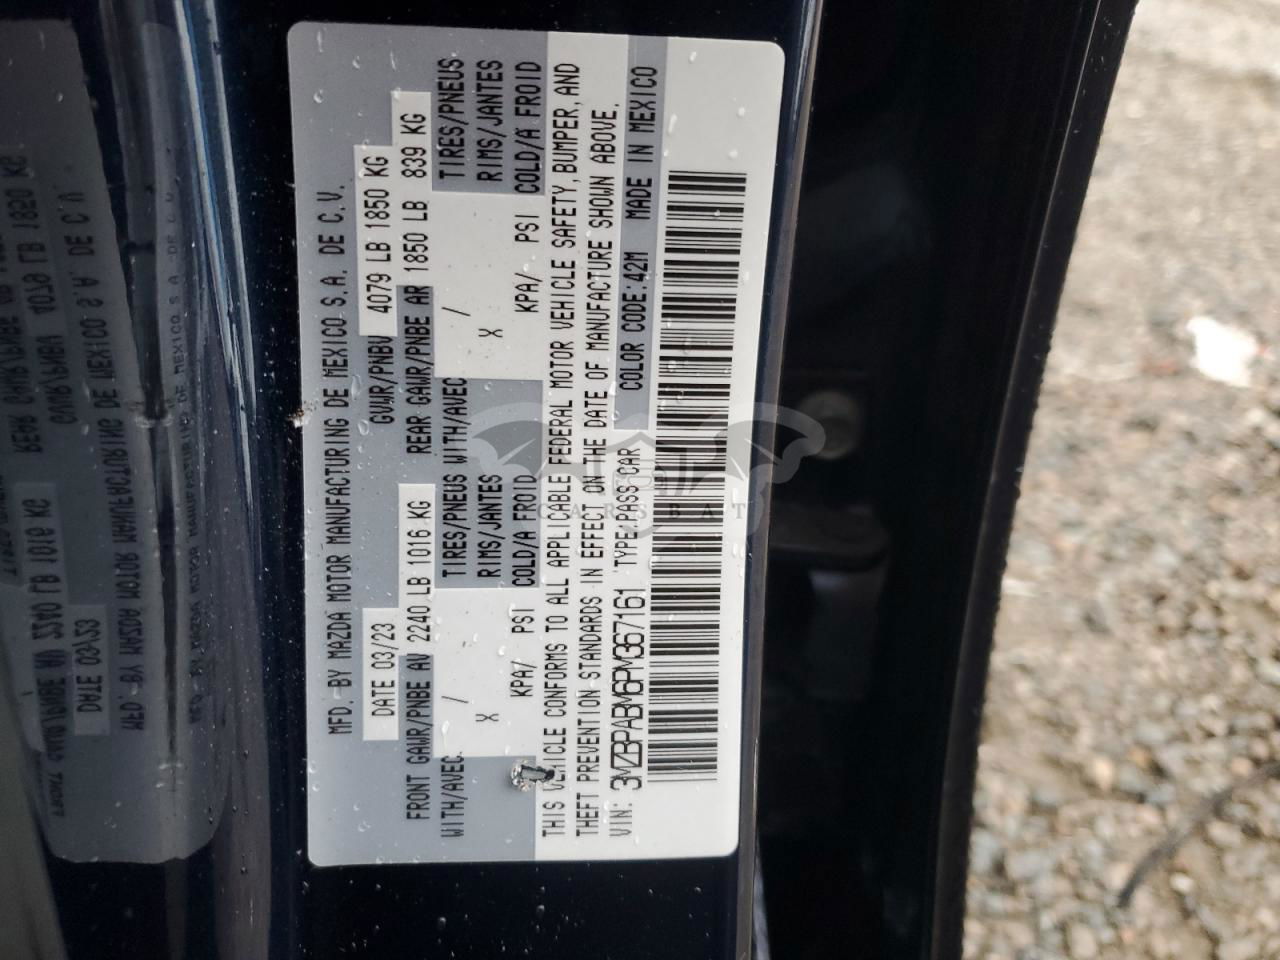 MFD. BY MAZDA MOTOR MANUFACTURING DE MEXICO S.A. DE C.V.
DATE 03/23 GVWR/PNBV 4079 LB 1850 KG
FRONT GAWR/PNBE AV 2240 LB 1016 KG REAR GAWR/PNBE AR 1850 LB 839 KG
WITH/AVEC / TIRES/PNEUS WITH/AVEC / TIRES/PNEUS
X RIMS/JANTES X RIMS/JANTES
KPA/ PSI COLD/A FROID KPA/ PSI COLD/A FROID
THIS VEHICLE CONFORMS TO ALL APPLICABLE FEDERAL MOTOR VEHICLE SAFETY, BUMPER, AND
THEFT PREVENTION STANDARDS IN EFFECT ON THE DATE OF MANUFACTURE SHOWN ABOVE.
VIN: 3MZBPABM6PM367161 TYPE:PASS CAR COLOR CODE:42M MADE IN MEXICO
CARSBAT